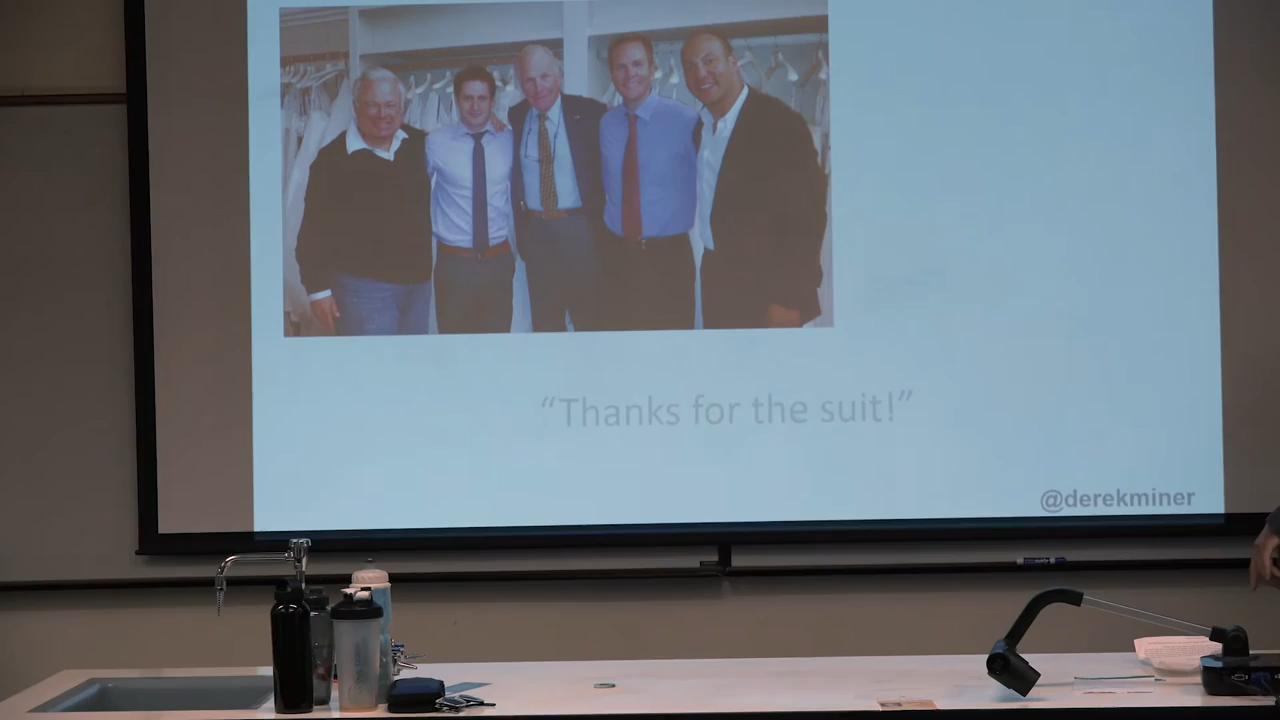 “Thanks for the suit!”
@derekminer